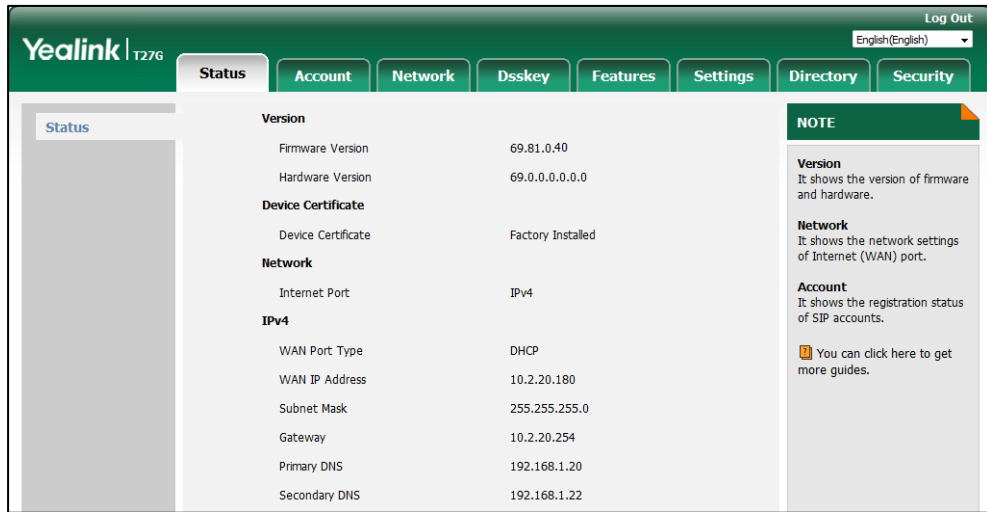 Log Out
Yealink T27G
English(English)
Status Account Network Dsskey Features Settings Directory Security
Status
Version
Firmware Version 69.81.0.40
Hardware Version 69.0.0.0.0.0.0
Device Certificate
Device Certificate Factory Installed
Network
Internet Port IPv4
IPv4
WAN Port Type DHCP
WAN IP Address 10.2.20.180
Subnet Mask 255.255.255.0
Gateway 10.2.20.254
Primary DNS 192.168.1.20
Secondary DNS 192.168.1.22
NOTE
Version
It shows the version of firmware
and hardware.
Network
It shows the network settings
of Internet (WAN) port.
Account
It shows the registration status
of SIP accounts.
? You can click here to get
more guides.